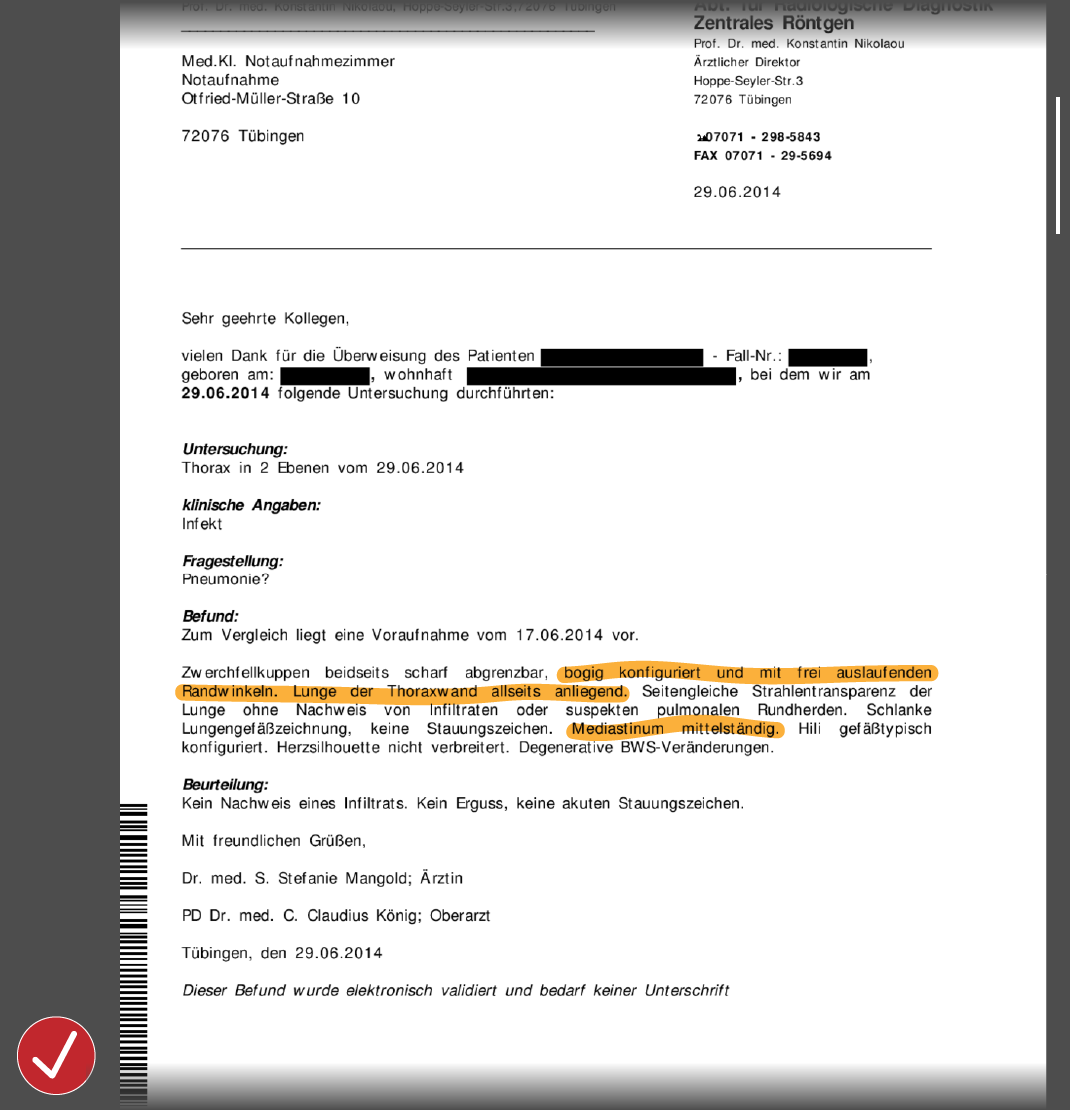 Prof. Dr. med. Konstantin Nikolaou, Hoppe-Seyler-Str.3,72076 Tübingen
Abt. für Radiologische Diagnostik
Zentrales Röntgen
Prof. Dr. med. Konstantin Nikolaou
Ärztlicher Direktor
Hoppe-Seyler-Str.3
72076 Tübingen
07071 - 298-5843
FAX 07071 - 29-5694
29.06.2014
Med.Kl. Notaufnahmezimmer
Notaufnahme
Otfried-Müller-Straße 10
72076 Tübingen
Sehr geehrte Kollegen,
vielen Dank für die Überweisung des Patienten - Fall-Nr.: ,
geboren am: , wohnhaft , bei dem wir am
29.06.2014 folgende Untersuchung durchführten:
Untersuchung:
Thorax in 2 Ebenen vom 29.06.2014
klinische Angaben:
Infekt
Fragestellung:
Pneumonie?
Befund:
Zum Vergleich liegt eine Voraufnahme vom 17.06.2014 vor.
Zwerchfellkuppen beidseits scharf abgrenzbar, bogig konfiguriert und mit frei auslaufenden
Randwinkeln. Lunge der Thoraxwand allseits anliegend. Seitengleiche Strahlentransparenz der
Lunge ohne Nachweis von Infiltraten oder suspekten pulmonalen Rundherden. Schlanke
Lungengefäßzeichnung, keine Stauungszeichen. Mediastinum mittelständig. Hili gefäßtypisch
konfiguriert. Herzsilhouette nicht verbreitert. Degenerative BWS-Veränderungen.
Beurteilung:
Kein Nachweis eines Infiltrats. Kein Erguss, keine akuten Stauungszeichen.
Mit freundlichen Grüßen,
Dr. med. S. Stefanie Mangold; Ärztin
PD Dr. med. C. Claudius König; Oberarzt
Tübingen, den 29.06.2014
Dieser Befund wurde elektronisch validiert und bedarf keiner Unterschrift